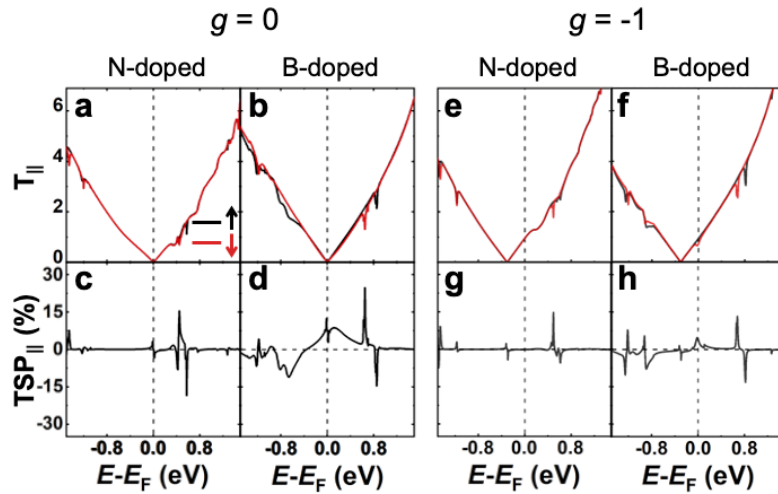 g = 0 g = -1
N-doped B-doped N-doped B-doped
a b e f
T||
6
4
2
0
c d g h
TSP|| (%)
30
15
0
-15
-30
-0.8 0.0 0.8 -0.8 0.0 0.8 -0.8 0.0 0.8 -0.8 0.0 0.8
E-EF (eV) E-EF (eV) E-EF (eV) E-EF (eV)